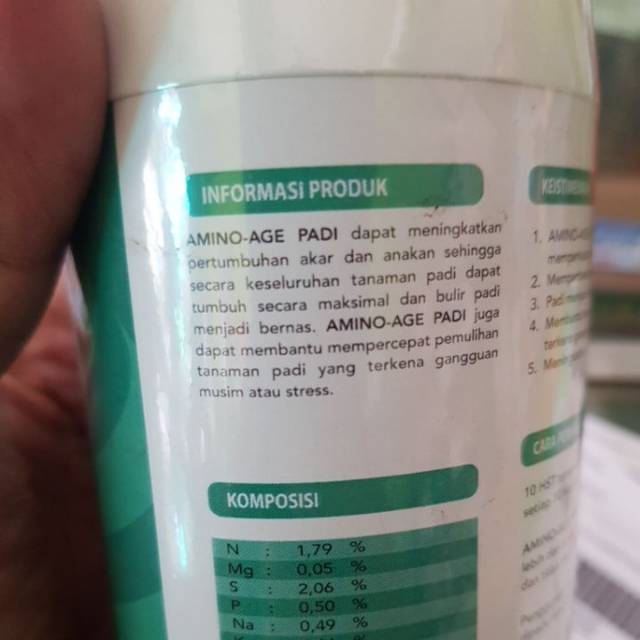 INFORMASI PRODUK
AMINO-AGE PADI dapat meningkatkan
pertumbuhan akar dan anakan sehingga
secara keseluruhan tanaman padi dapat
tumbuh secara maksimal dan bulir padi
menjadi bernas. AMINO-AGE PADI juga
dapat membantu mempercepat pemulihan
tanaman padi yang terkena gangguan
musim atau stress.
KOMPOSISI
N : 1,79 %
Mg : 0,05 %
S : 2,06 %
P : 0,50 %
Na : 0,49 %
1.
2.
3. Padi
4.
5.
10 HST